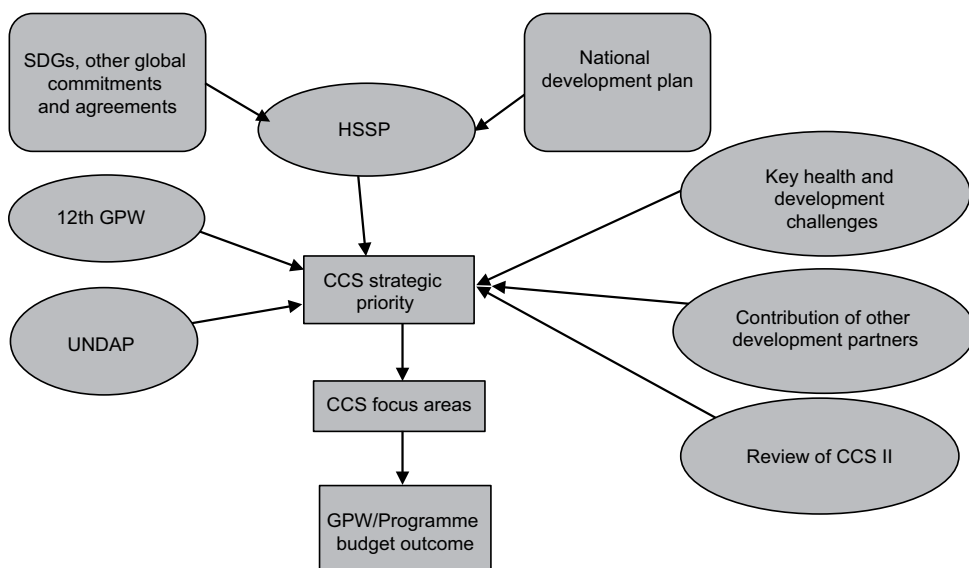 SDGs, other global
commitments
and agreements
National
development plan
HSSP
Key health and
development
challenges
12th GPW
CCS strategic
priority
UNDAP
Contribution of other
development partners
CCS focus areas
Review of CCS II
GPW/Programme
budget outcome